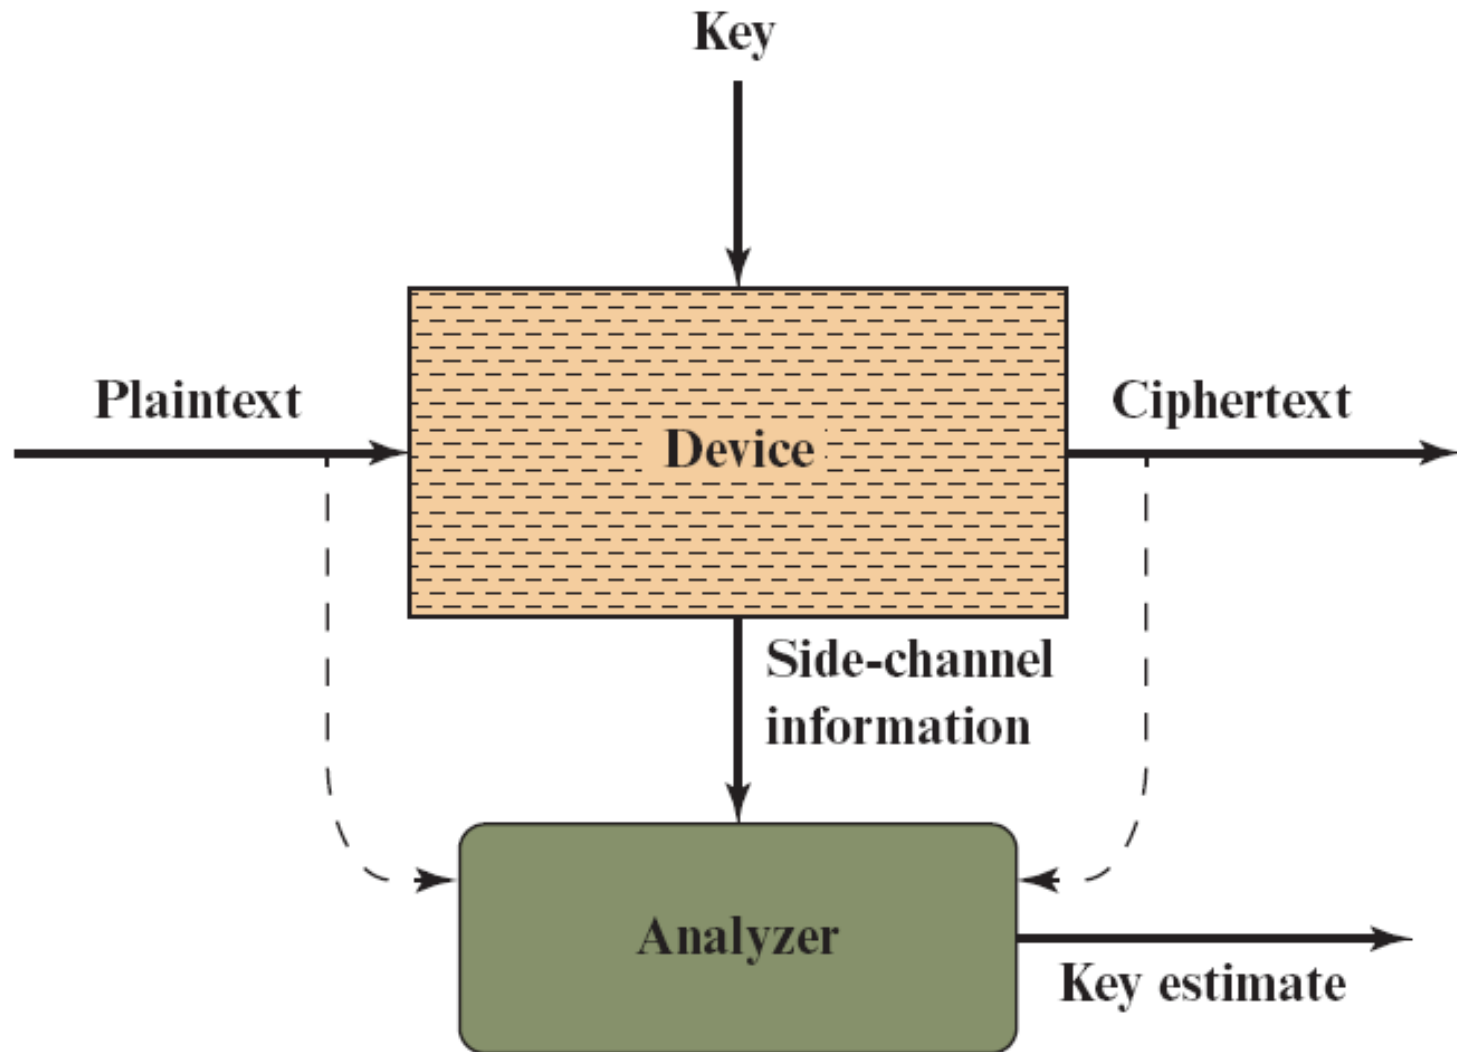 Key
Plaintext
Ciphertext
Device
Side-channel
information
Analyzer
Key estimate